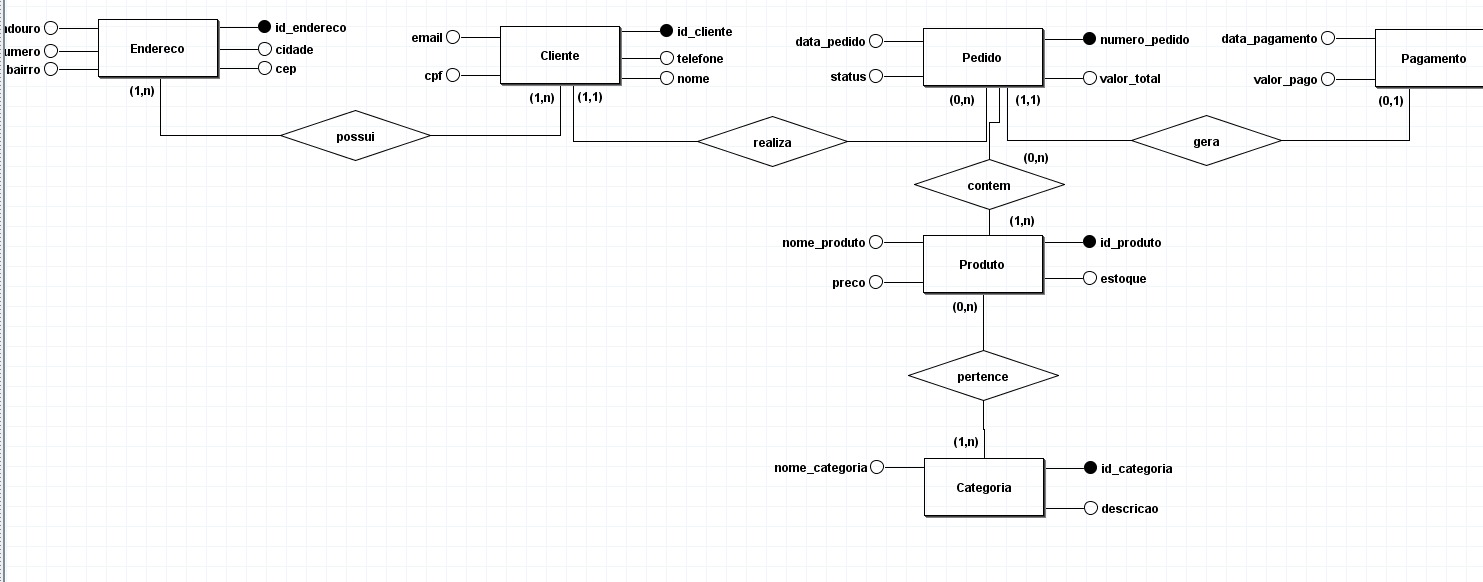 id_endereco
Endereco
cidade
bairro
cep
(1,n)
possui
email
id_cliente
Cliente
telefone
cpf
nome
(1,n)
(1,1)
realiza
data_pedido
numero_pedido
Pedido
status
valor_total
(0,n)
(1,1)
data_pagamento
Pagamento
valor_pago
(0,1)
gera
(0,n)
contem
(1,n)
nome_produto
id_produto
Produto
preco
estoque
(0,n)
pertence
(1,n)
nome_categoria
id_categoria
Categoria
descricao